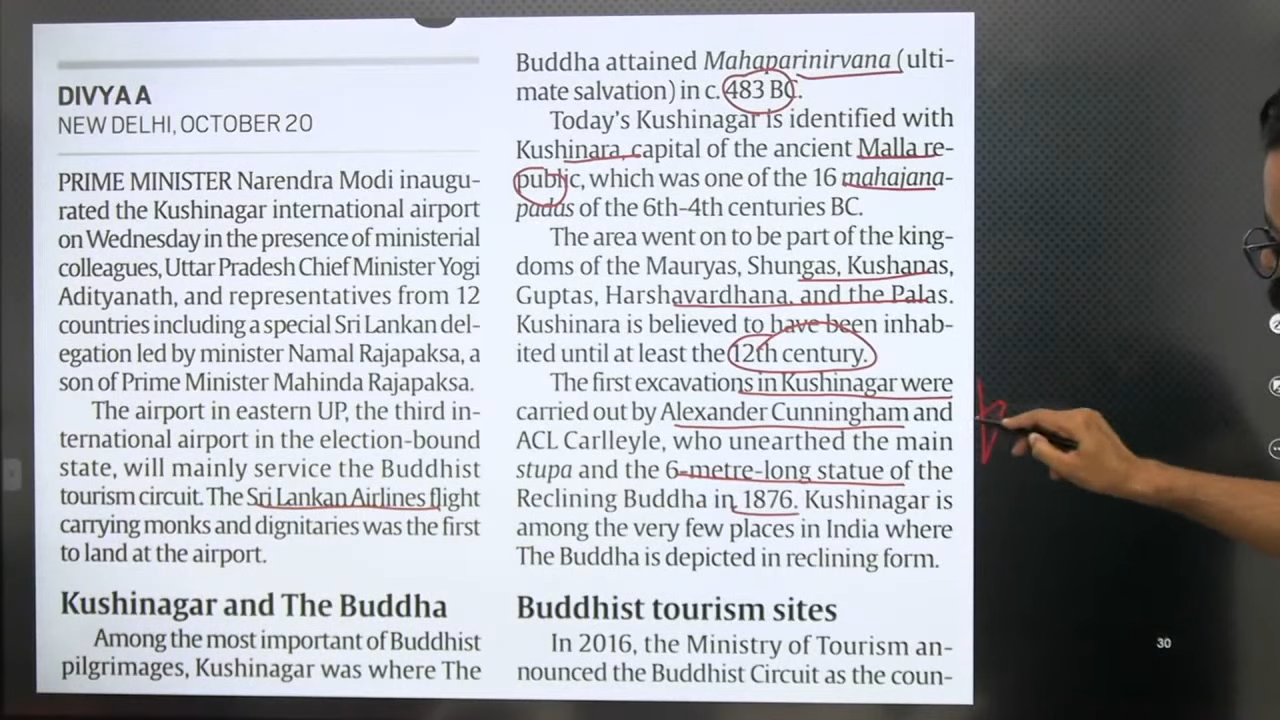 DIVYA A
NEW DELHI, OCTOBER 20
PRIME MINISTER Narendra Modi inaugu-
rated the Kushinagar international airport
on Wednesday in the presence of ministerial
colleagues, Uttar Pradesh Chief Minister Yogi
Adityanath, and representatives from 12
countries including a special Sri Lankan del-
egation led by minister Namal Rajapaksa, a
son of Prime Minister Mahinda Rajapaksa.
The airport in eastern UP, the third in-
ternational airport in the election-bound
state, will mainly service the Buddhist
tourism circuit. The Sri Lankan Airlines flight
carrying monks and dignitaries was the first
to land at the airport.
Kushinagar and The Buddha
Among the most important of Buddhist
pilgrimages, Kushinagar was where The
Buddha attained Mahaparinirvana (ulti-
mate salvation) in c. 483 BC.
Today's Kushinagar is identified with
Kushinara, capital of the ancient Malla re-
public, which was one of the 16 mahajana-
padas of the 6th-4th centuries BC.
The area went on to be part of the king-
doms of the Mauryas, Shungas, Kushanas,
Guptas, Harshavardhana, and the Palas.
Kushinara is believed to have been inhab-
ited until at least the 12th century.
The first excavations in Kushinagar were
carried out by Alexander Cunningham and
ACL Carlleyle, who unearthed the main
stupa and the 6-metre-long statue of the
Reclining Buddha in 1876. Kushinagar is
among the very few places in India where
The Buddha is depicted in reclining form.
Buddhist tourism sites
In 2016, the Ministry of Tourism an-
nounced the Buddhist Circuit as the coun-
30